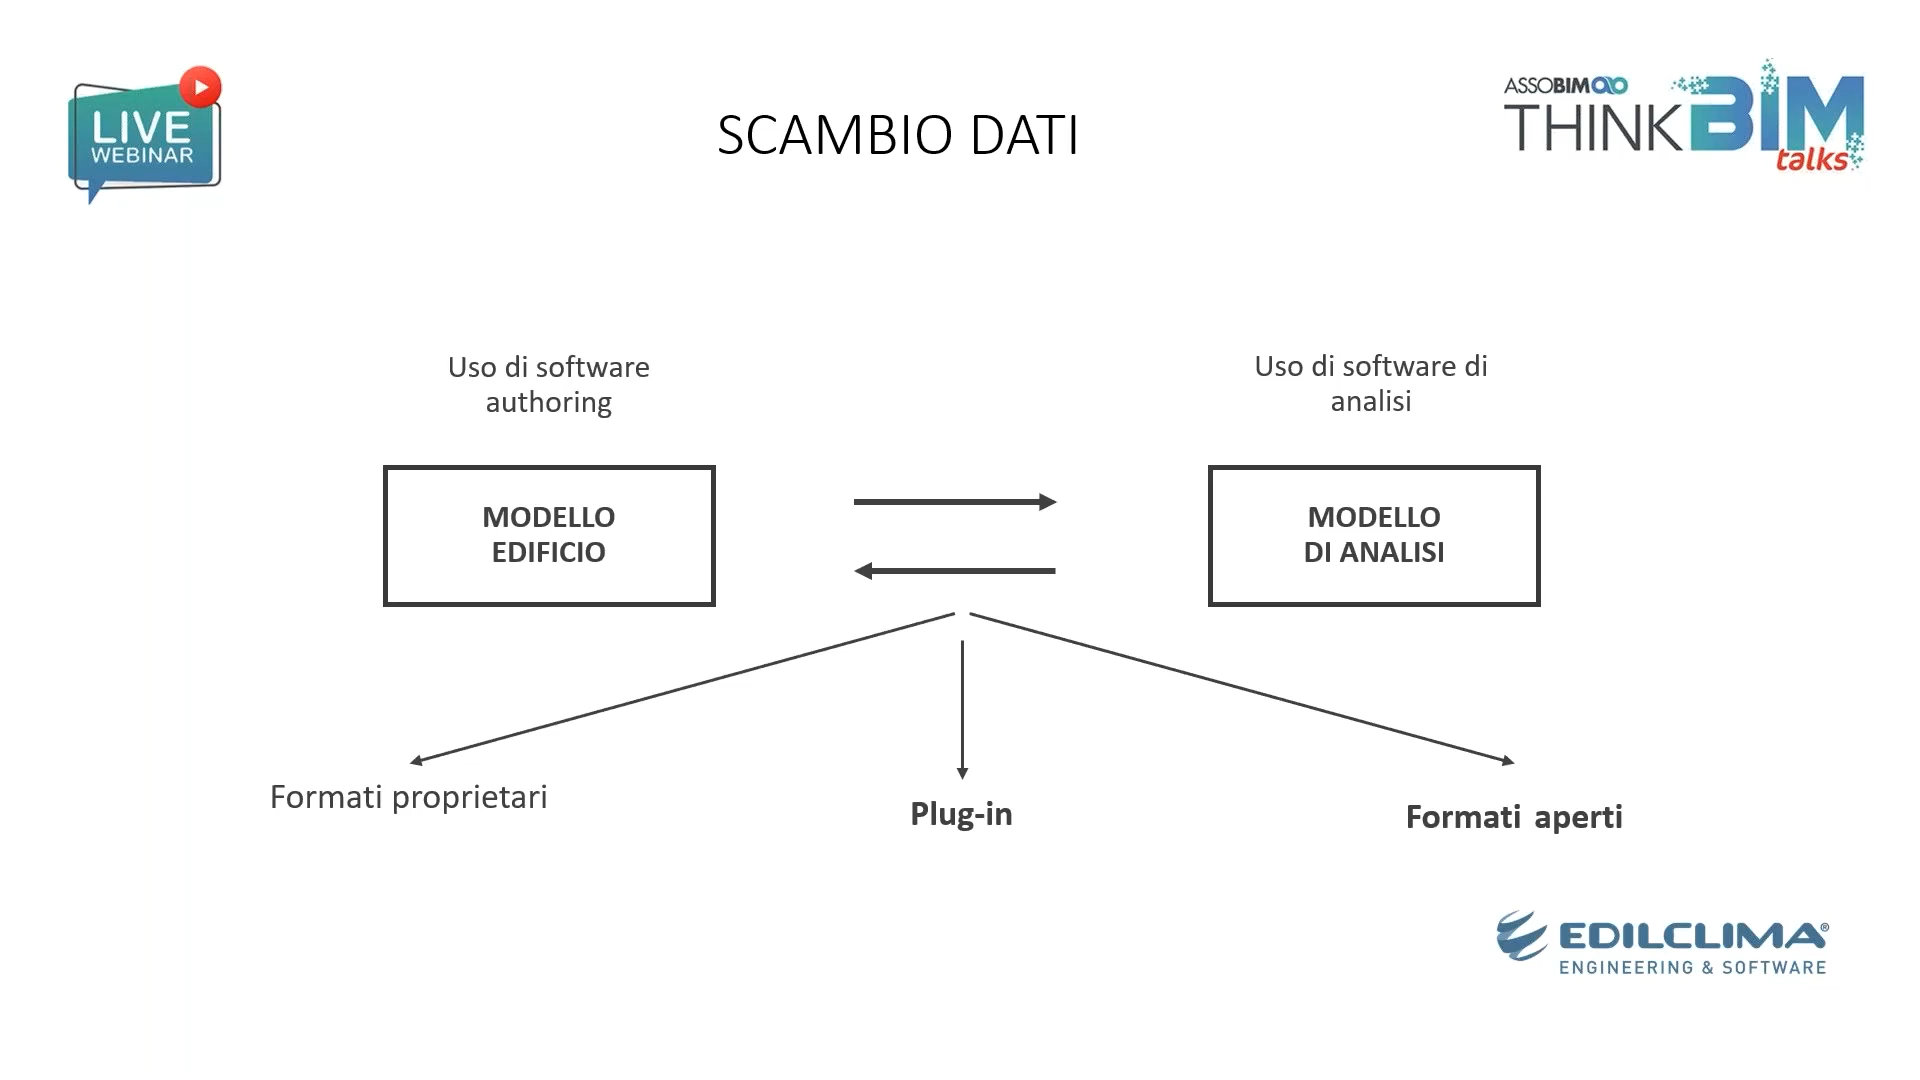 LIVE
WEBINAR
SCAMBIO DATI
ASSOBIM
THINKBIM
talks
Uso di software
authoring
Uso di software di
analisi
MODELLO
EDIFICIO
MODELLO
DI ANALISI
Formati proprietari
Plug-in
Formati aperti
EDILCLIMA®
ENGINEERING & SOFTWARE